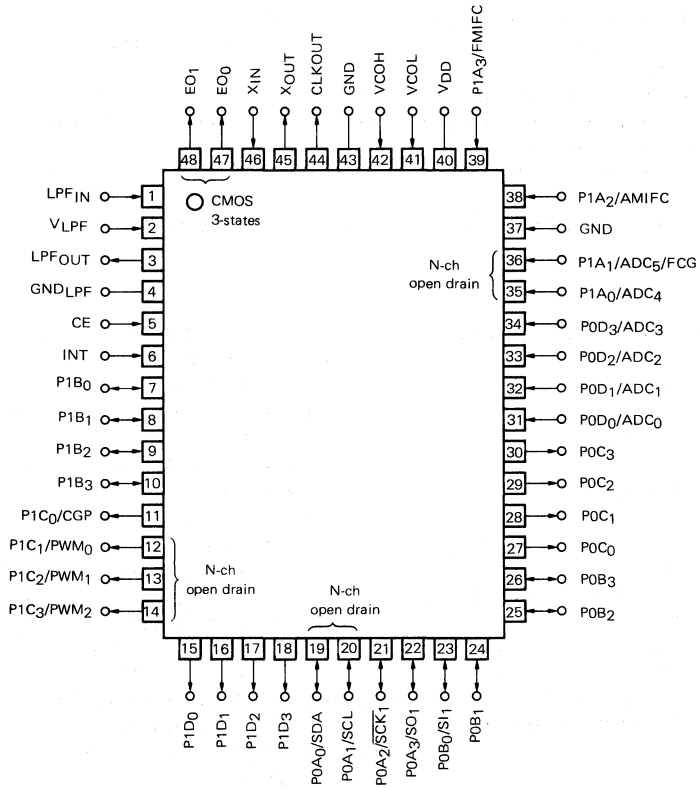 EO₁
EO₀
XIN
XOUT
CLKOUT
GND
VCOH
VCOL
VDD
P1A₃/FMIFC
48
47
46
45
44
43
42
41
40
39
LPFIN
VLPF
LPFOUT
GNDLPF
CE
INT
P1B₀
P1B₁
P1B₂
P1B₃
P1C₀/CGP
P1C₁/PWM₀
P1C₂/PWM₁
P1C₃/PWM₂
1
2
3
4
5
6
7
8
9
10
11
12
13
14
CMOS
3-states
N-ch
open drain
N-ch
open drain
N-ch
open drain
38
37
36
35
34
33
32
31
30
29
28
27
26
25
P1A₂/AMIFC
GND
P1A₁/ADC₅/FCG
P1A₀/ADC₄
P0D₃/ADC₃
P0D₂/ADC₂
P0D₁/ADC₁
P0D₀/ADC₀
P0C₃
P0C₂
P0C₁
P0C₀
P0B₃
P0B₂
15
16
17
18
19
20
21
22
23
24
P1D₀
P1D₁
P1D₂
P1D₃
P0A₀/SDA
P0A₁/SCL
P0A₂/S̅C̅K̅₁
P0A₃/SO₁
P0B₀/SI₁
P0B₁